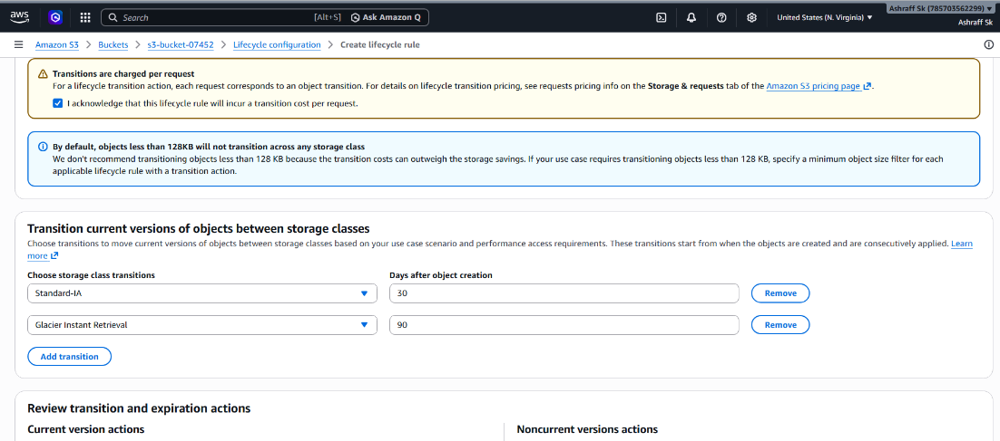 aws
Search
[Alt+S]
Ask Amazon Q
United States (N. Virginia)
Ashraff Sk (785703562299)
Ashraff Sk
Amazon S3 > Buckets > s3-bucket-07452 > Lifecycle configuration > Create lifecycle rule
Transitions are charged per request
For a lifecycle transition action, each request corresponds to an object transition. For details on lifecycle transition pricing, see requests pricing info on the Storage & requests tab of the Amazon S3 pricing page.
I acknowledge that this lifecycle rule will incur a transition cost per request.
By default, objects less than 128KB will not transition across any storage class
We don't recommend transitioning objects less than 128 KB because the transition costs can outweigh the storage savings. If your use case requires transitioning objects less than 128 KB, specify a minimum object size filter for each
applicable lifecycle rule with a transition action.
Transition current versions of objects between storage classes
Choose transitions to move current versions of objects between storage classes based on your use case scenario and performance access requirements. These transitions start from when the objects are created and are consecutively applied. Learn
more
Choose storage class transitions
Days after object creation
Standard-IA
30
Remove
Glacier Instant Retrieval
90
Remove
Add transition
Review transition and expiration actions
Current version actions
Noncurrent versions actions